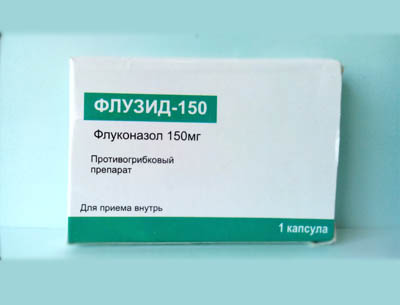 ФЛУЗИД-150
Флуконазол 150мг
Противогрибковый
препарат
Для приема внутрь
1 капсула